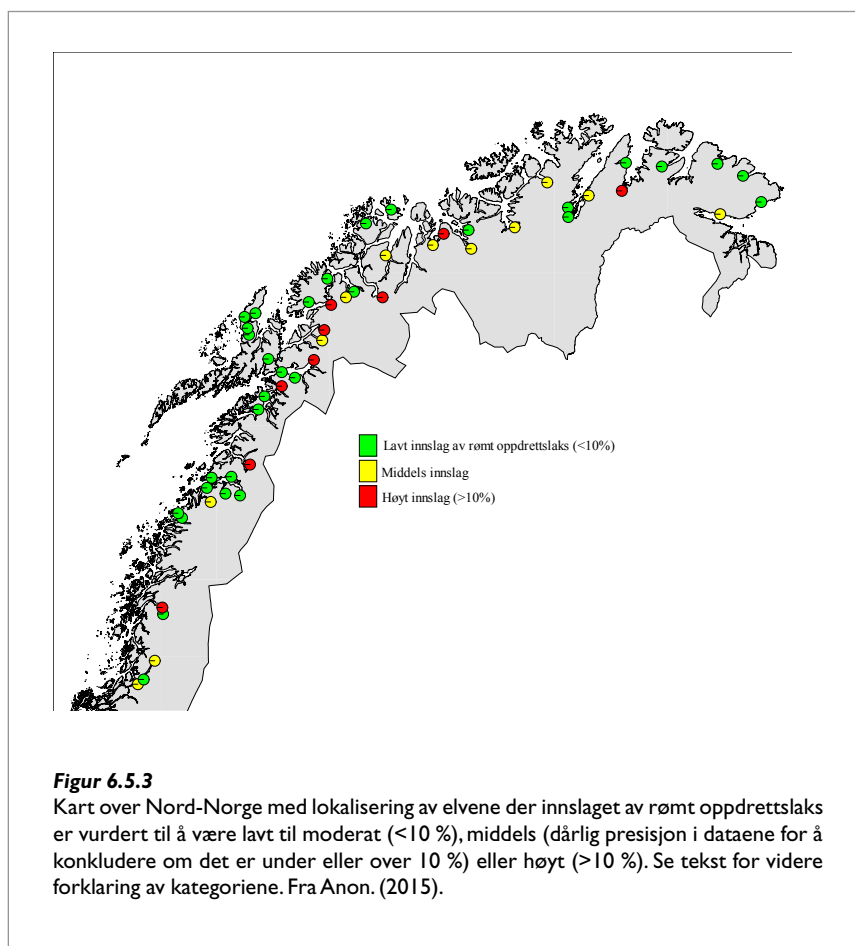 Lavt innslag av rømt oppdrettslaks (<10%)
Middels innslag
Høyt innslag (>10%)
Figur 6.5.3
Kart over Nord-Norge med lokalisering av elvene der innslaget av rømt oppdrettslaks
er vurdert til å være lavt til moderat (<10 %), middels (dårlig presisjon i dataene for å
konkludere om det er under eller over 10 %) eller høyt (>10 %). Se tekst for videre
forklaring av kategoriene. Fra Anon. (2015).